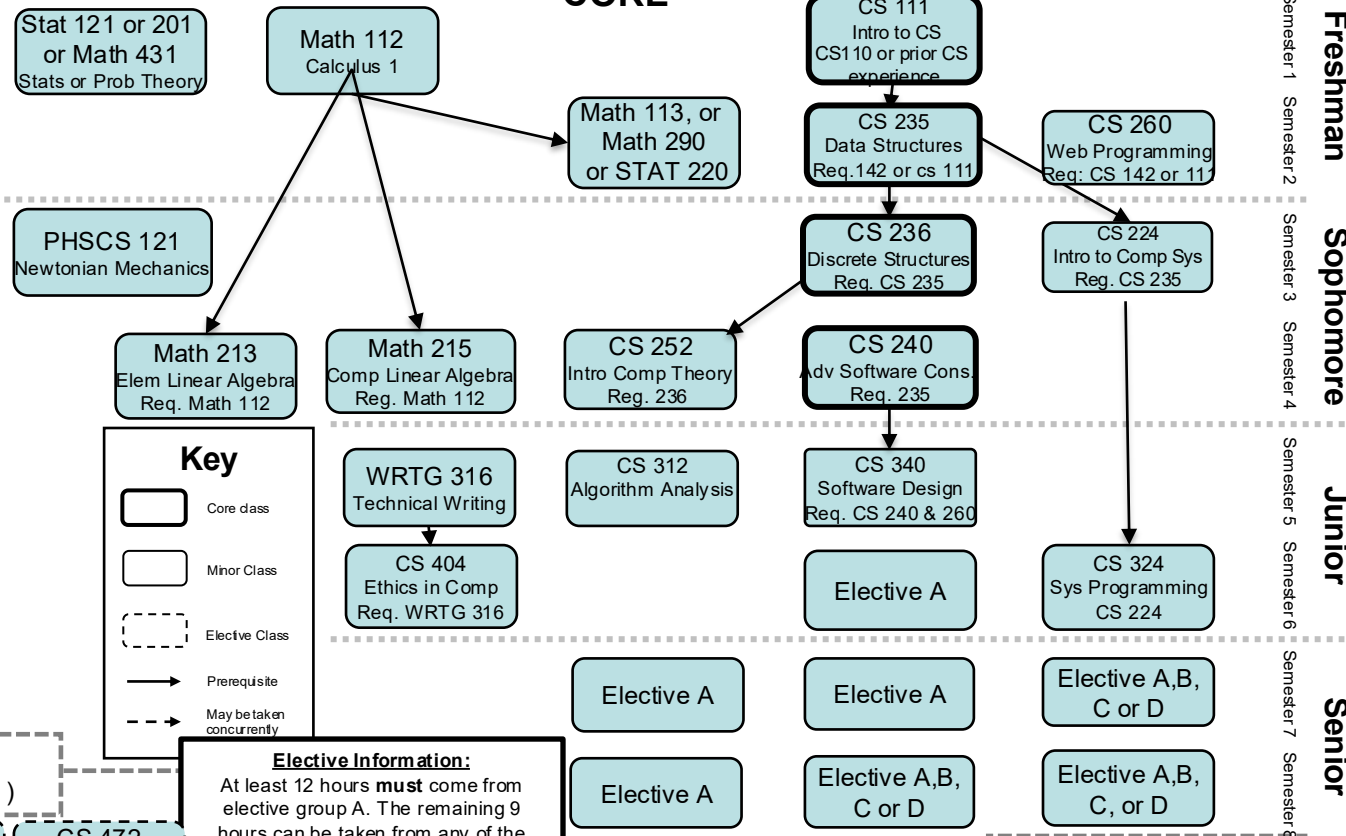 CORE
Stat 121 or 201
or Math 431
Stats or Prob Theory
Math 112
Calculus 1
CS 111
Intro to CS
CS110 or prior CS
experience
Semester 1
Freshman
Math 113, or
Math 290
or STAT 220
CS 235
Data Structures
Req.142 or cs 111
CS 260
Web Programming
Req: CS 142 or 111
Semester 2
PHSCS 121
Newtonian Mechanics
CS 236
Discrete Structures
Req. CS 235
CS 224
Intro to Comp Sys
Reg. CS 235
Semester 3
Sophomore
Math 213
Elem Linear Algebra
Req. Math 112
Math 215
Comp Linear Algebra
Reg. Math 112
CS 252
Intro Comp Theory
Reg. 236
CS 240
Adv Software Cons.
Req. 235
Semester 4
Key
Core class
Minor Class
Elective Class
Prerequisite
May be taken
concurrently
WRTG 316
Technical Writing
CS 312
Algorithm Analysis
CS 340
Software Design
Req. CS 240 & 260
Semester 5
Junior
CS 404
Ethics in Comp
Req. WRTG 316
Elective A
CS 324
Sys Programming
CS 224
Semester 6
Elective A
Elective A
Elective A,B,
C or D
Semester 7
Senior
Elective A
Elective A,B,
C or D
Elective A,B,
C, or D
Semester 8
)
CS 472
Elective Information:
At least 12 hours must come from
elective group A. The remaining 9
hours can be taken from any of the